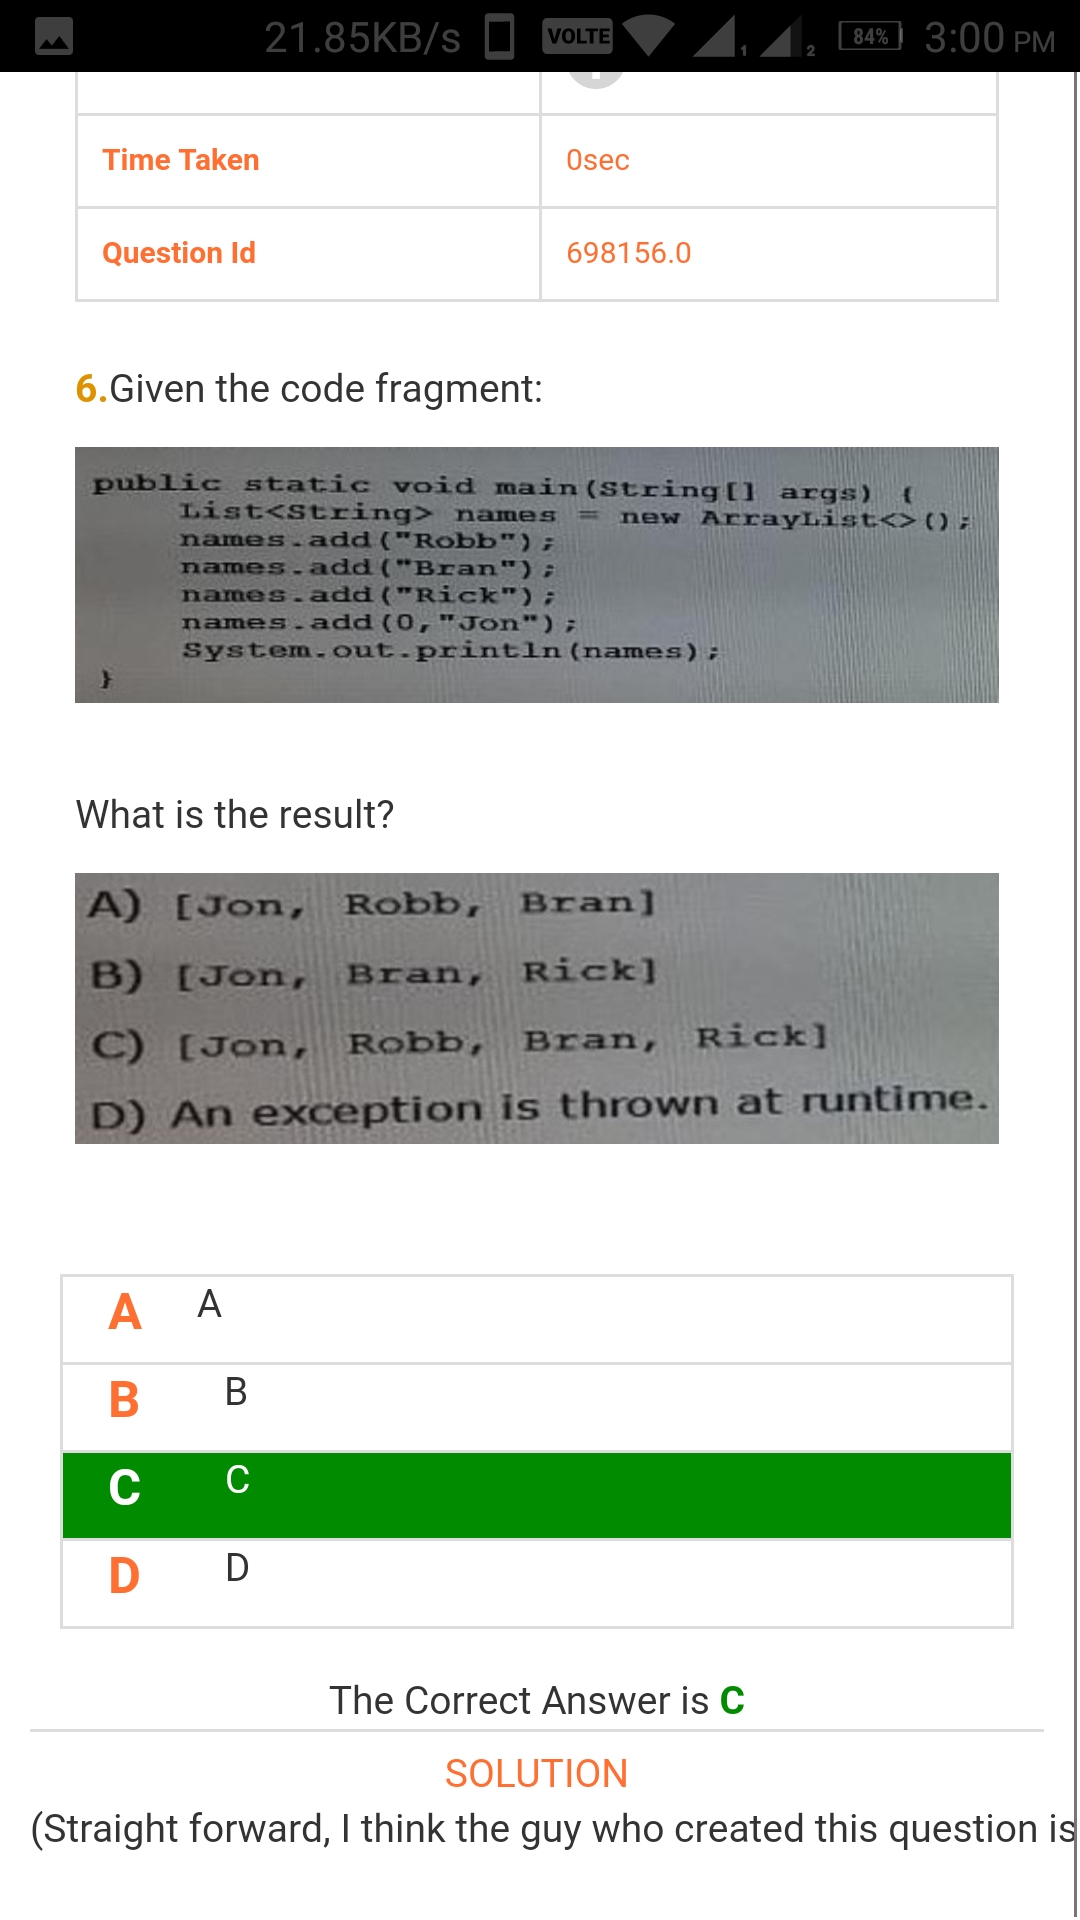 21.85KB/s VOLTE 1 2 84% 3:00 PM
Time Taken 0sec
Question Id 698156.0
6.Given the code fragment:
public static void main(String[] args) {
List<String> names = new ArrayList<>();
names.add("Robb");
names.add("Bran");
names.add("Rick");
names.add(0,"Jon");
System.out.println(names);
}
What is the result?
A) [Jon, Robb, Bran]
B) [Jon, Bran, Rick]
C) [Jon, Robb, Bran, Rick]
D) An exception is thrown at runtime.
A A
B B
C C
D D
The Correct Answer is C
SOLUTION
(Straight forward, I think the guy who created this question is